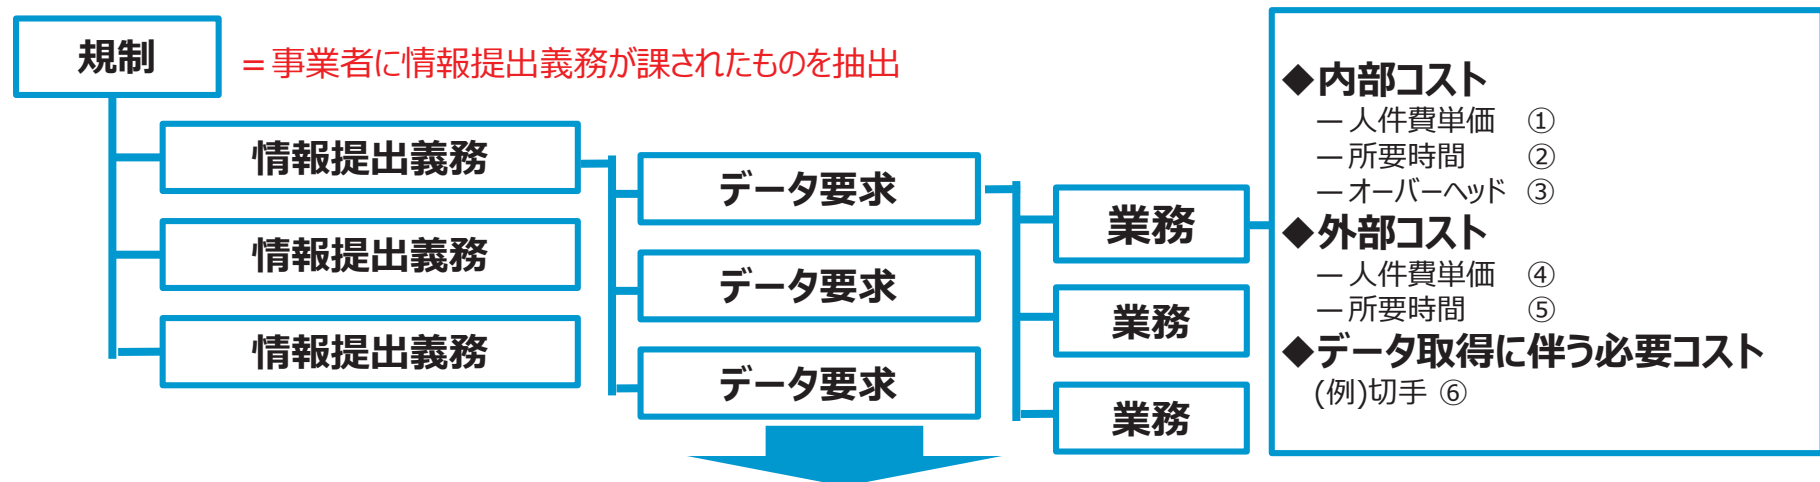 規制
＝事業者に情報提出義務が課されたものを抽出
情報提出義務
情報提出義務
情報提出義務
データ要求
データ要求
データ要求
業務
業務
業務
◆内部コスト
ー人件費単価 ①
ー所要時間 ②
ーオーバーヘッド ③
◆外部コスト
ー人件費単価 ④
ー所要時間 ⑤
◆データ取得に伴う必要コスト
(例)切手 ⑥